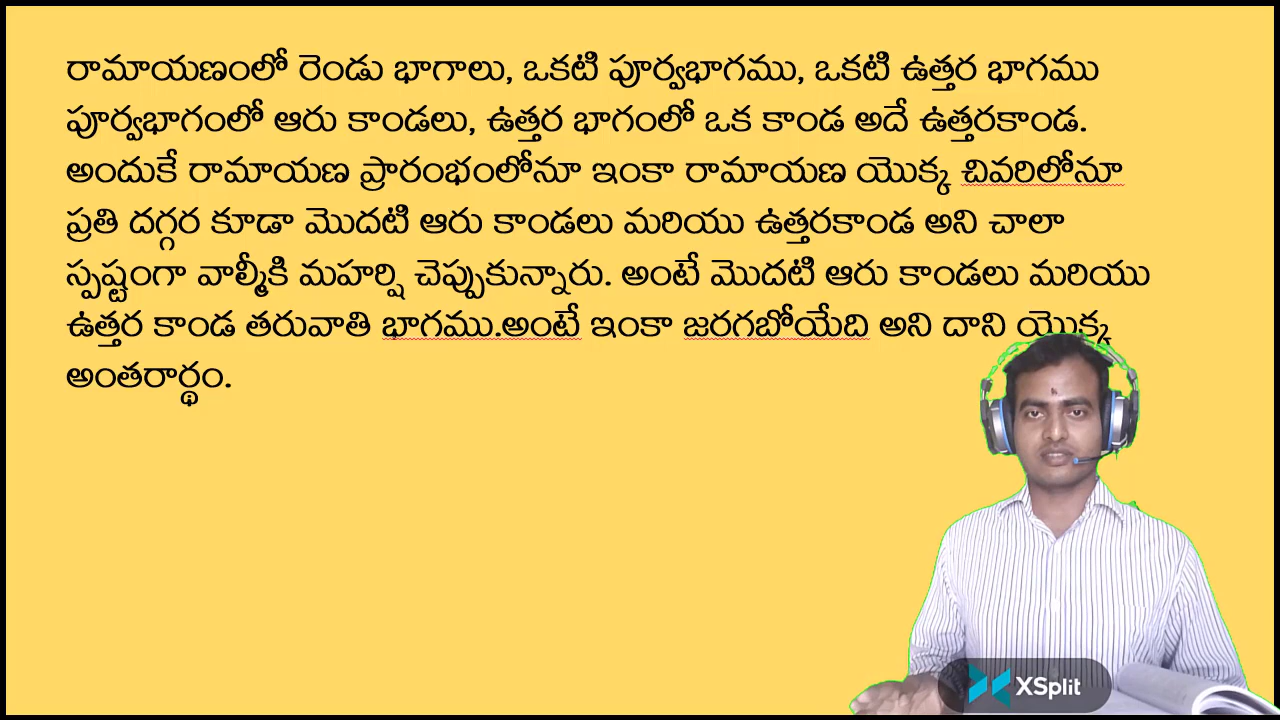 రామాయణంలో రెండు భాగాలు, ఒకటి పూర్వభాగము, ఒకటి ఉత్తర భాగము
పూర్వభాగంలో ఆరు కాండలు, ఉత్తర భాగంలో ఒక కాండ అదే ఉత్తరకాండ.
అందుకే రామాయణ ప్రారంభంలోనూ ఇంకా రామాయణ యొక్క చివరిలోనూ
ప్రతి దగ్గర కూడా మొదటి ఆరు కాండలు మరియు ఉత్తరకాండ అని చాలా
స్పష్టంగా వాల్మీకి మహర్షి చెప్పుకున్నారు. అంటే మొదటి ఆరు కాండలు మరియు
ఉత్తర కాండ తరువాతి భాగము.అంటే ఇంకా జరగబోయేది అని దాని యొక్క
అంతరార్థం.
XSplit